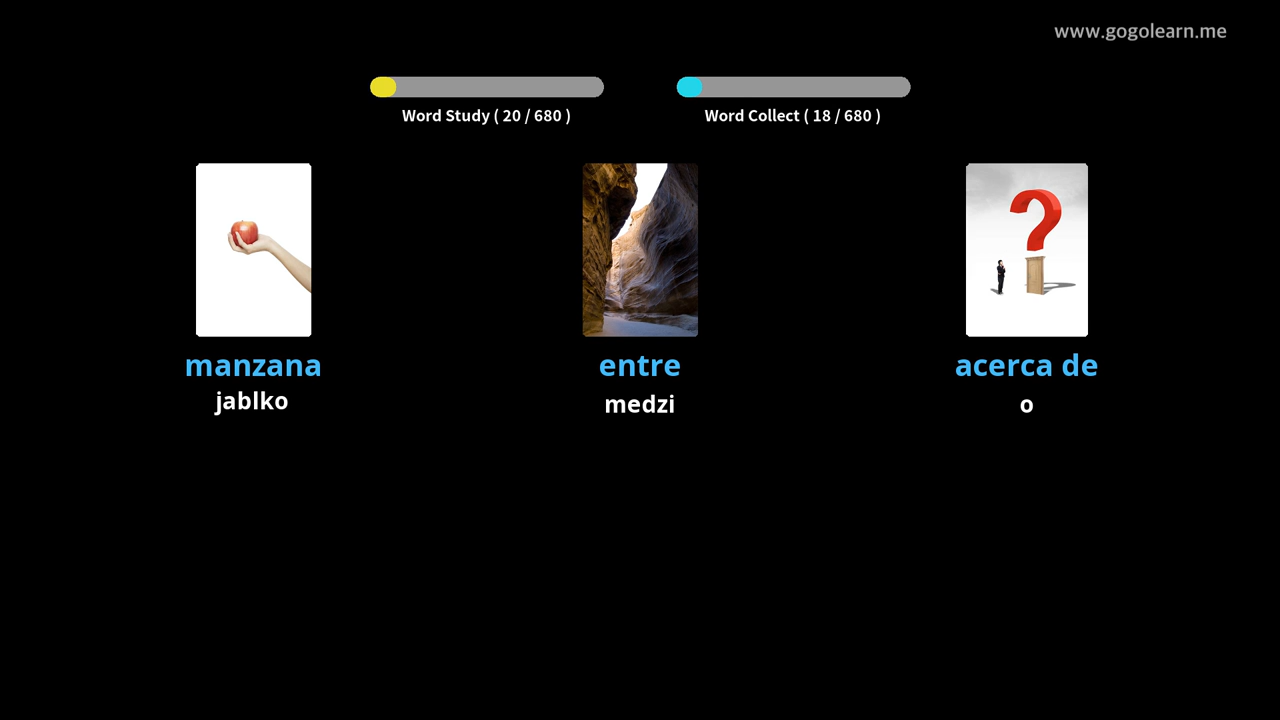 www.gogolearn.me
Word Study ( 20 / 680 )
Word Collect ( 18 / 680 )
manzana
jablko
entre
medzi
acerca de
o